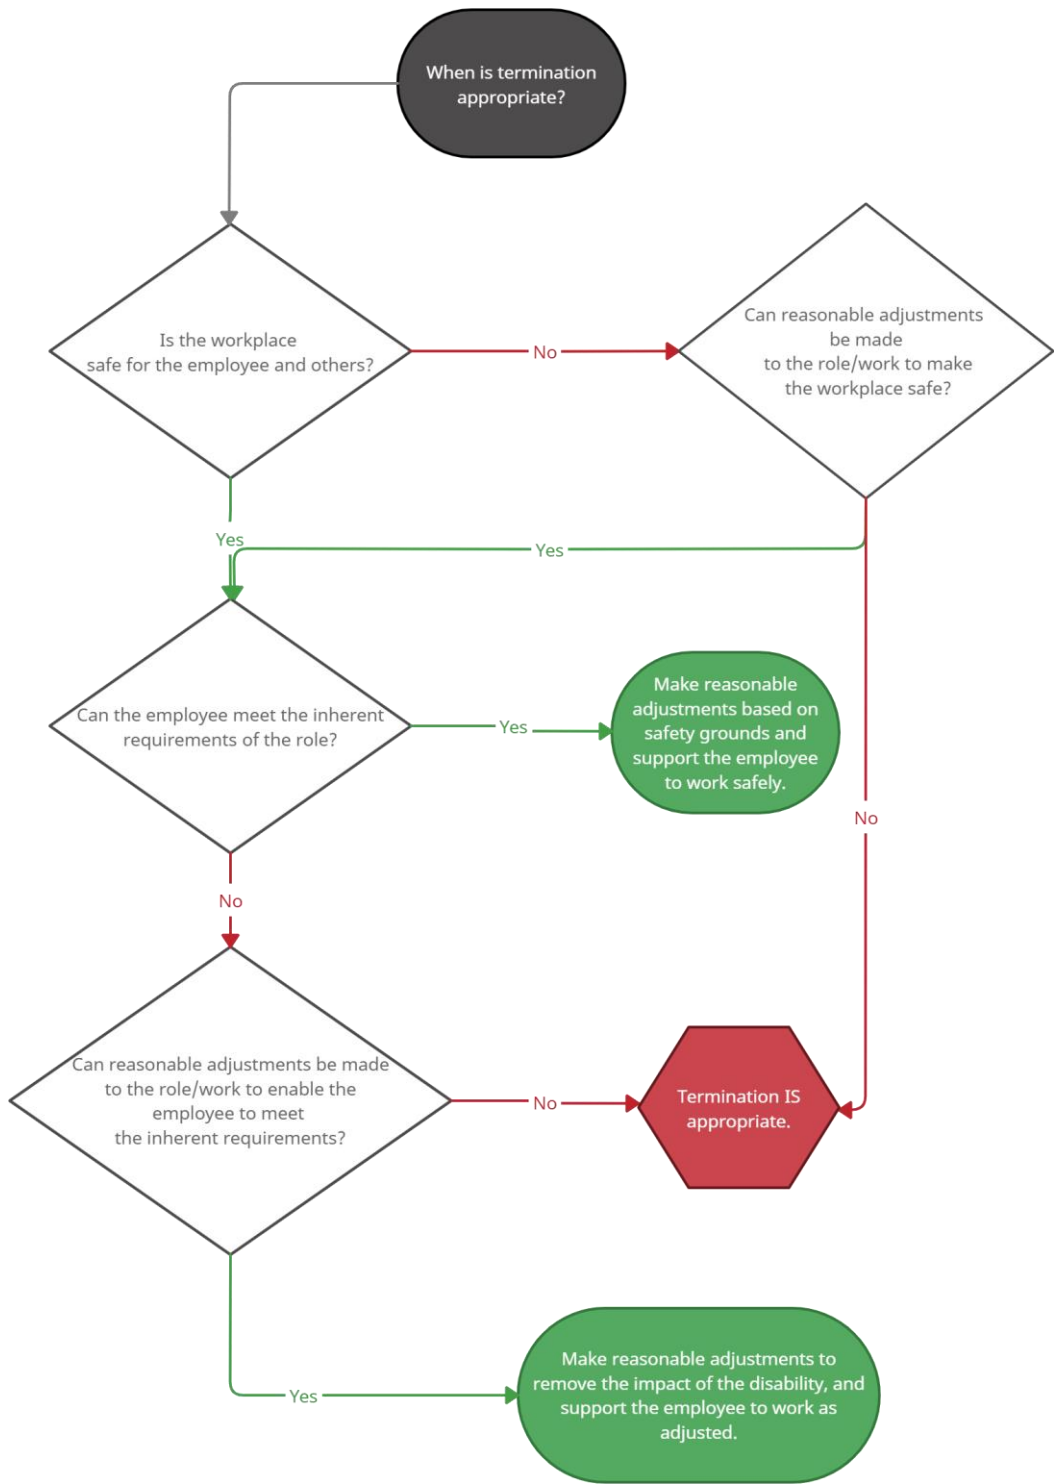 When is termination
appropriate?
Is the workplace
safe for the employee and others?
No
Can reasonable adjustments
be made
to the role/work to make
the workplace safe?
Yes
Yes
Can the employee meet the inherent
requirements of the role?
Yes
Make reasonable
adjustments based on
safety grounds and
support the employee
to work safely.
No
No
Can reasonable adjustments be made
to the role/work to enable the
employee to meet
the inherent requirements?
No
Termination IS
appropriate.
Yes
Make reasonable adjustments to
remove the impact of the disability, and
support the employee to work as
adjusted.